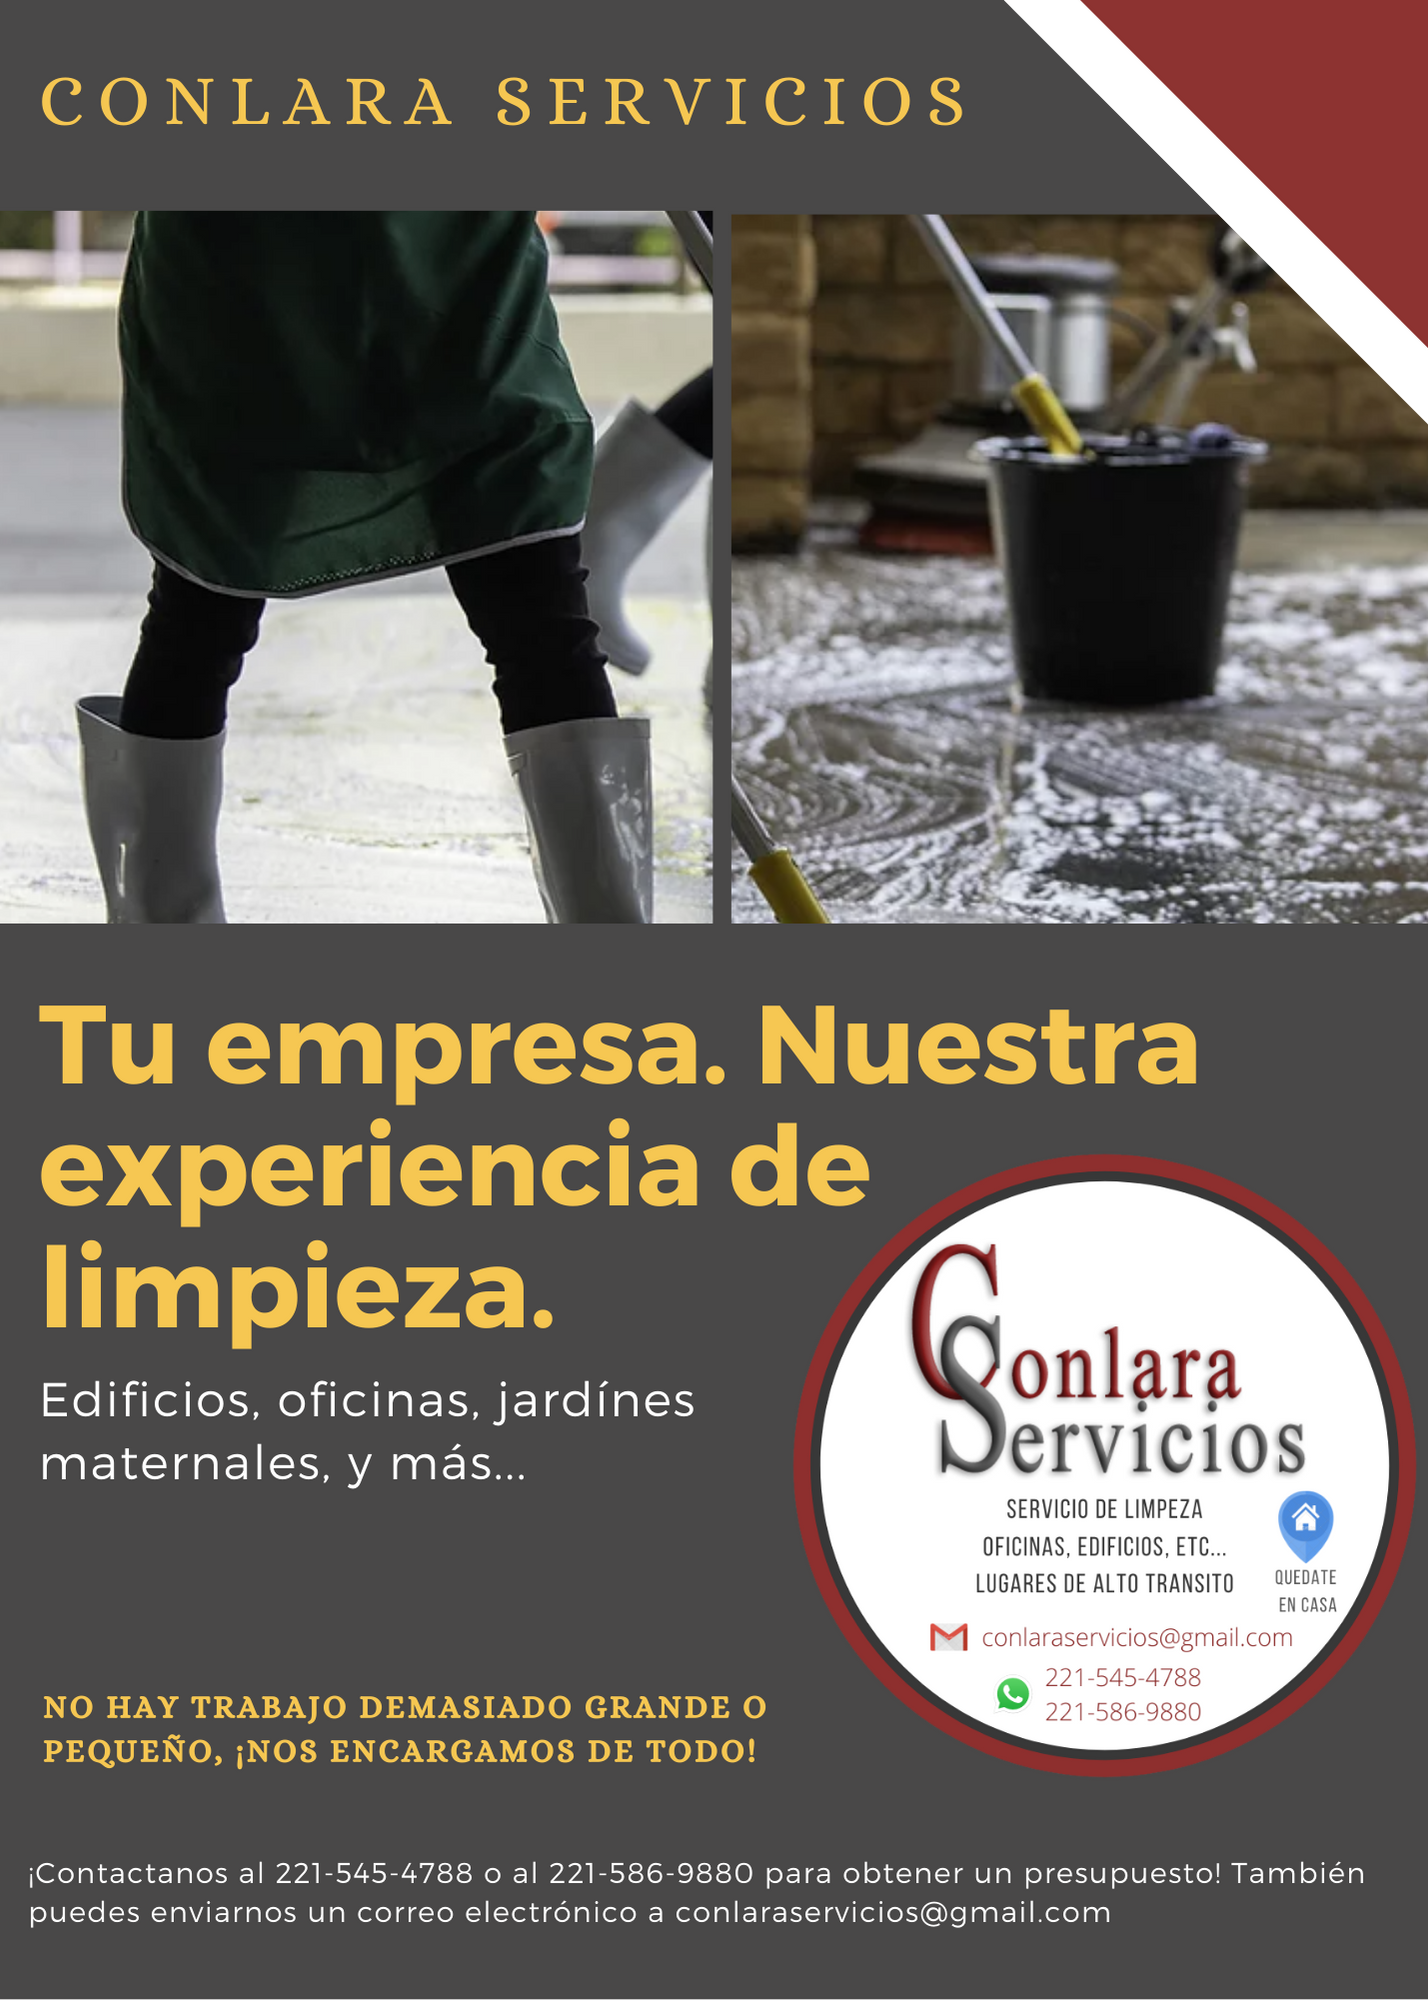 CONLARA SERVICIOS
Tu empresa. Nuestra
experiencia de
limpieza.
Edificios, oficinas, jardínes
maternales, y más...
Conlara
Servicios
SERVICIO DE LIMPEZA
OFICINAS, EDIFICIOS, ETC...
LUGARES DE ALTO TRANSITO
QUEDATE
EN CASA
conlaraservicios@gmail.com
221-545-4788
221-586-9880
NO HAY TRABAJO DEMASIADO GRANDE O
PEQUEÑO, ¡NOS ENCARGAMOS DE TODO!
¡Contactanos al 221-545-4788 o al 221-586-9880 para obtener un presupuesto! También
puedes enviarnos un correo electrónico a conlaraservicios@gmail.com